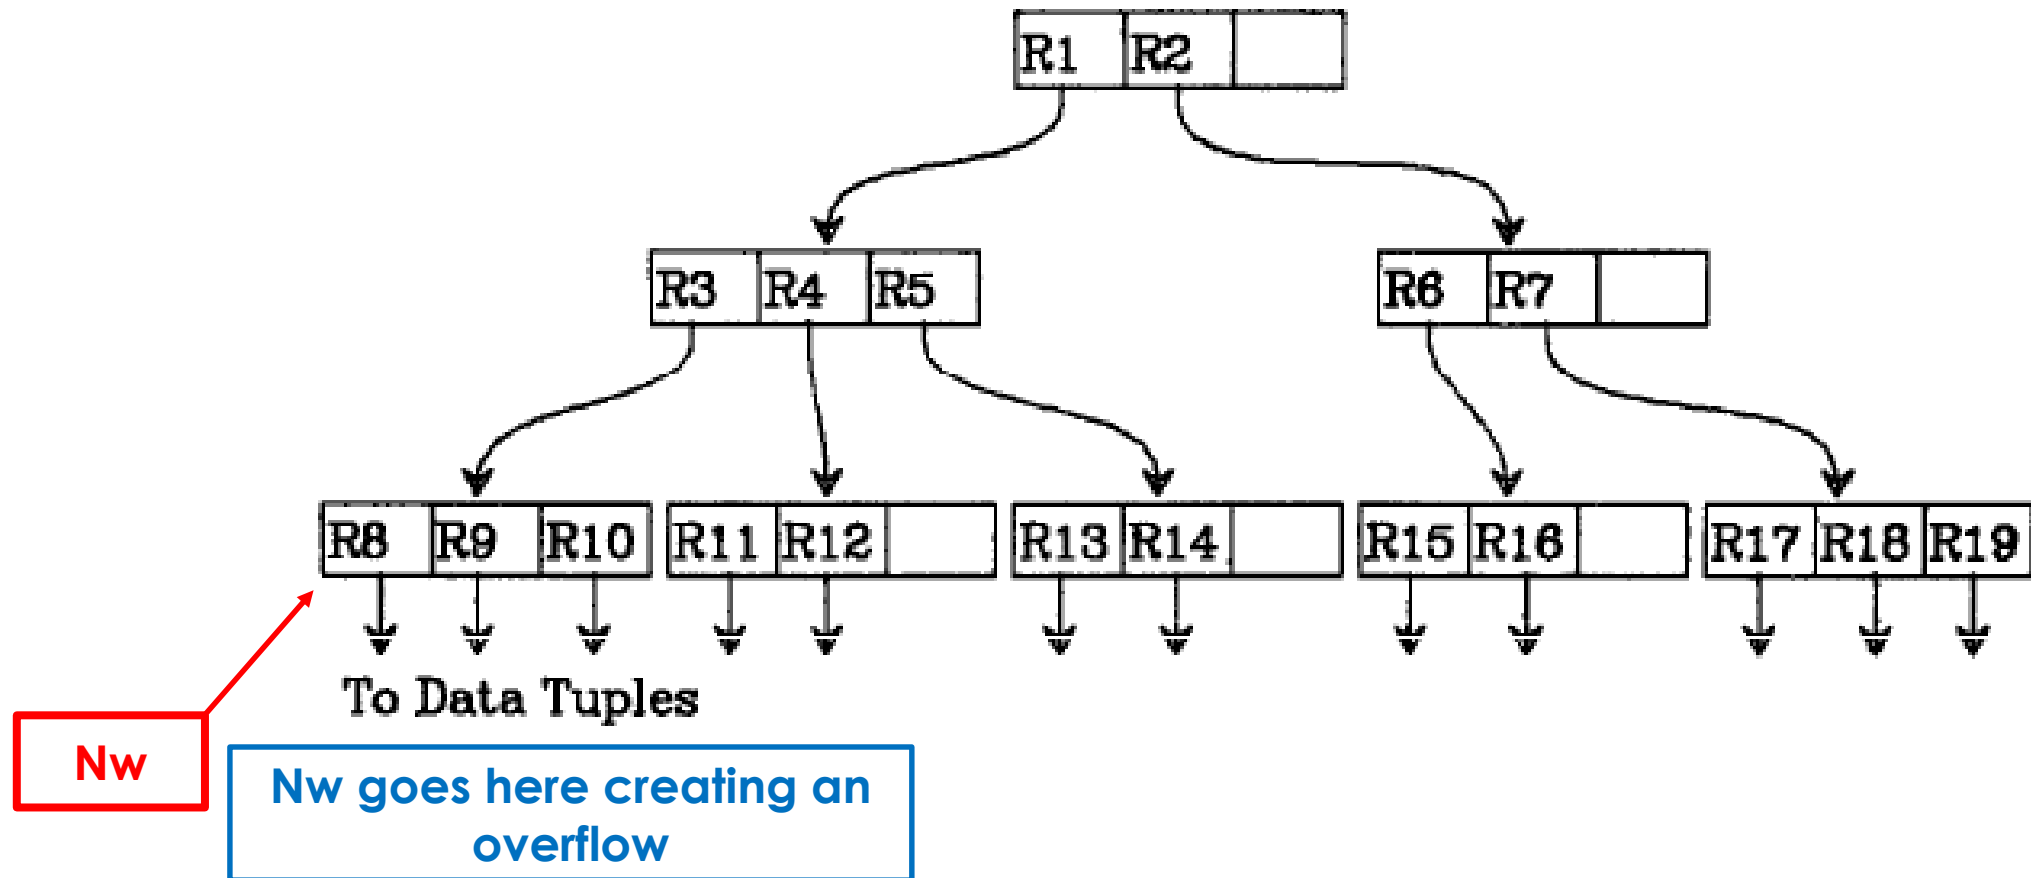 R1 R2
R3 R4 R5
R6 R7
R8 R9 R10
R11 R12
R13 R14
R15 R16
R17 R18 R19
To Data Tuples
Nw
Nw goes here creating an
overflow